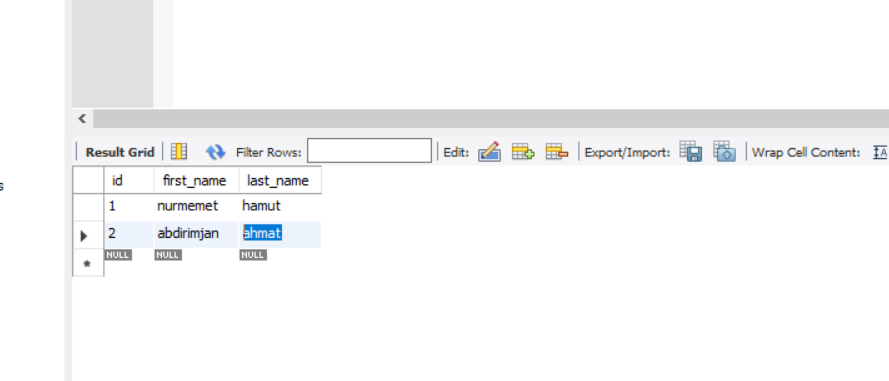 Result Grid Filter Rows: Edit: Export/Import: Wrap Cell Content: IA
s
id first_name last_name
1 nurmemet hamut
2 abdirimjan ahmat
* NULL NULL NULL